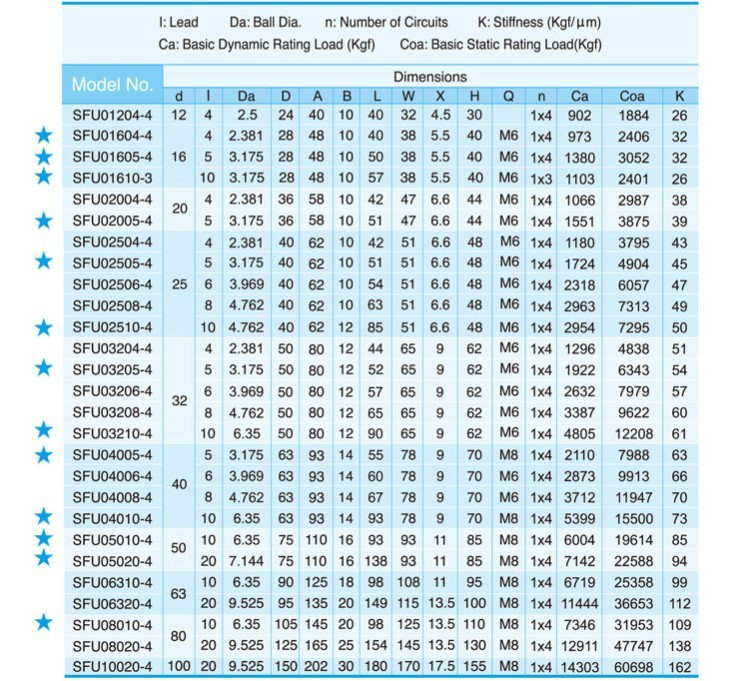 I: Lead Da: Ball Dia. n: Number of Circuits K: Stiffness (Kgf/μm)
Ca: Basic Dynamic Rating Load (Kgf) Coa: Basic Static Rating Load(Kgf)
Model No. Dimensions
d I Da D A B L W X H Q n Ca Coa K
SFU01204-4 12 4 2.5 24 40 10 40 32 4.5 30 1x4 902 1884 26
SFU01604-4 4 2.381 28 48 10 40 38 5.5 40 M6 1x4 973 2406 32
SFU01605-4 16 5 3.175 28 48 10 50 38 5.5 40 M6 1x4 1380 3052 32
SFU01610-3 10 3.175 28 48 10 57 38 5.5 40 M6 1x3 1103 2401 26
SFU02004-4 20 4 2.381 36 58 10 42 47 6.6 44 M6 1x4 1066 2987 38
SFU02005-4 5 3.175 36 58 10 51 47 6.6 44 M6 1x4 1551 3875 39
SFU02504-4 4 2.381 40 62 10 42 51 6.6 48 M6 1x4 1180 3795 43
SFU02505-4 5 3.175 40 62 10 51 51 6.6 48 M6 1x4 1724 4904 45
SFU02506-4 25 6 3.969 40 62 10 54 51 6.6 48 M6 1x4 2318 6057 47
SFU02508-4 8 4.762 40 62 10 63 51 6.6 48 M6 1x4 2963 7313 49
SFU02510-4 10 4.762 40 62 12 85 51 6.6 48 M6 1x4 2954 7295 50
SFU03204-4 4 2.381 50 80 12 44 65 9 62 M6 1x4 1296 4838 51
SFU03205-4 5 3.175 50 80 12 52 65 9 62 M6 1x4 1922 6343 54
SFU03206-4 32 6 3.969 50 80 12 57 65 9 62 M6 1x4 2632 7979 57
SFU03208-4 8 4.762 50 80 12 65 65 9 62 M6 1x4 3387 9622 60
SFU03210-4 10 6.35 50 80 12 90 65 9 62 M6 1x4 4805 12208 61
SFU04005-4 5 3.175 63 93 14 55 78 9 70 M8 1x4 2110 7988 63
SFU04006-4 40 6 3.969 63 93 14 60 78 9 70 M6 1x4 2873 9913 66
SFU04008-4 8 4.762 63 93 14 67 78 9 70 M6 1x4 3712 11947 70
SFU04010-4 10 6.35 63 93 14 93 78 9 70 M8 1x4 5399 15500 73
SFU05010-4 50 10 6.35 75 110 16 93 93 11 85 M8 1x4 6004 19614 85
SFU05020-4 20 7.144 75 110 16 138 93 11 85 M8 1x4 7142 22588 94
SFU06310-4 63 10 6.35 90 125 18 98 108 11 95 M8 1x4 6719 25358 99
SFU06320-4 20 9.525 95 135 20 149 115 13.5 100 M8 1x4 11444 36653 112
SFU08010-4 80 10 6.35 105 145 20 98 125 13.5 110 M8 1x4 7346 31953 109
SFU08020-4 20 9.525 125 165 25 154 145 13.5 130 M8 1x4 12911 47747 138
SFU10020-4 100 20 9.525 150 202 30 180 170 17.5 155 M8 1x4 14303 60698 162